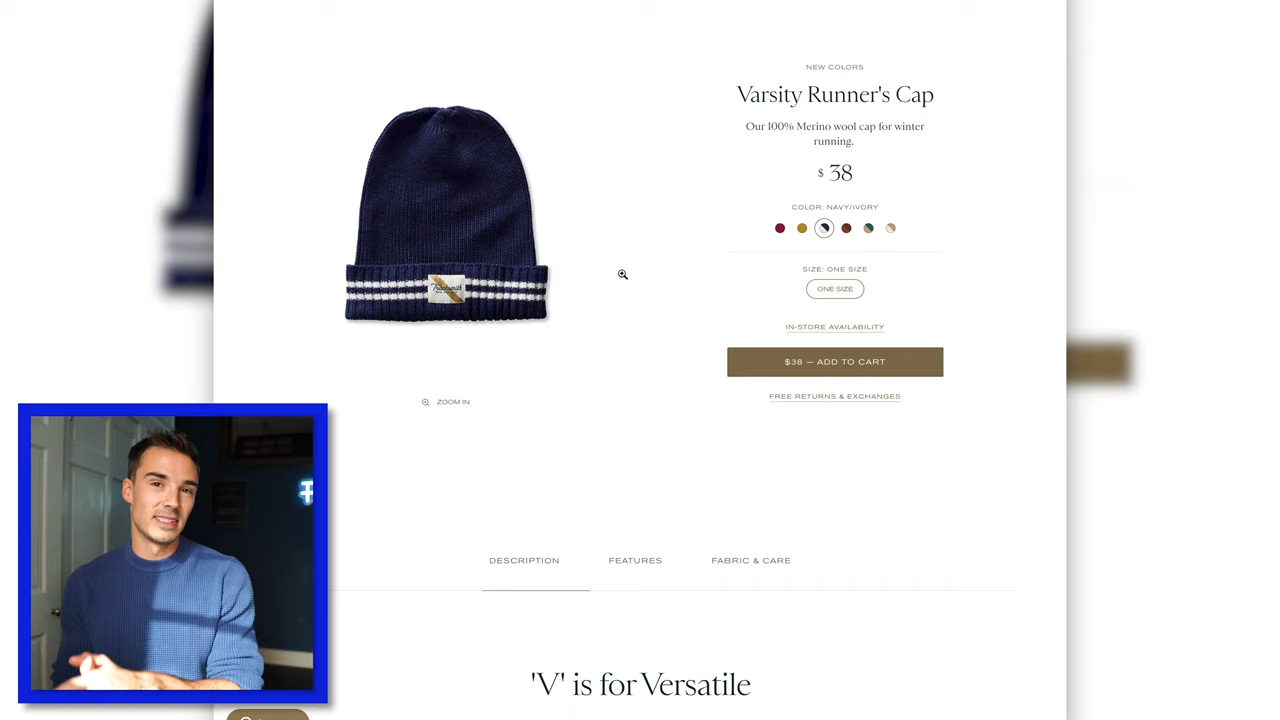 NEW COLORS
Varsity Runner's Cap
Our 100% Merino wool cap for winter
running.
$ 38
COLOR: NAVY/IVORY
SIZE: ONE SIZE
ONE SIZE
IN-STORE AVAILABILITY
$38 — ADD TO CART
FREE RETURNS & EXCHANGES
Tracksmith
ZOOM IN
DESCRIPTION
FEATURES
FABRIC & CARE
'V' is for Versatile